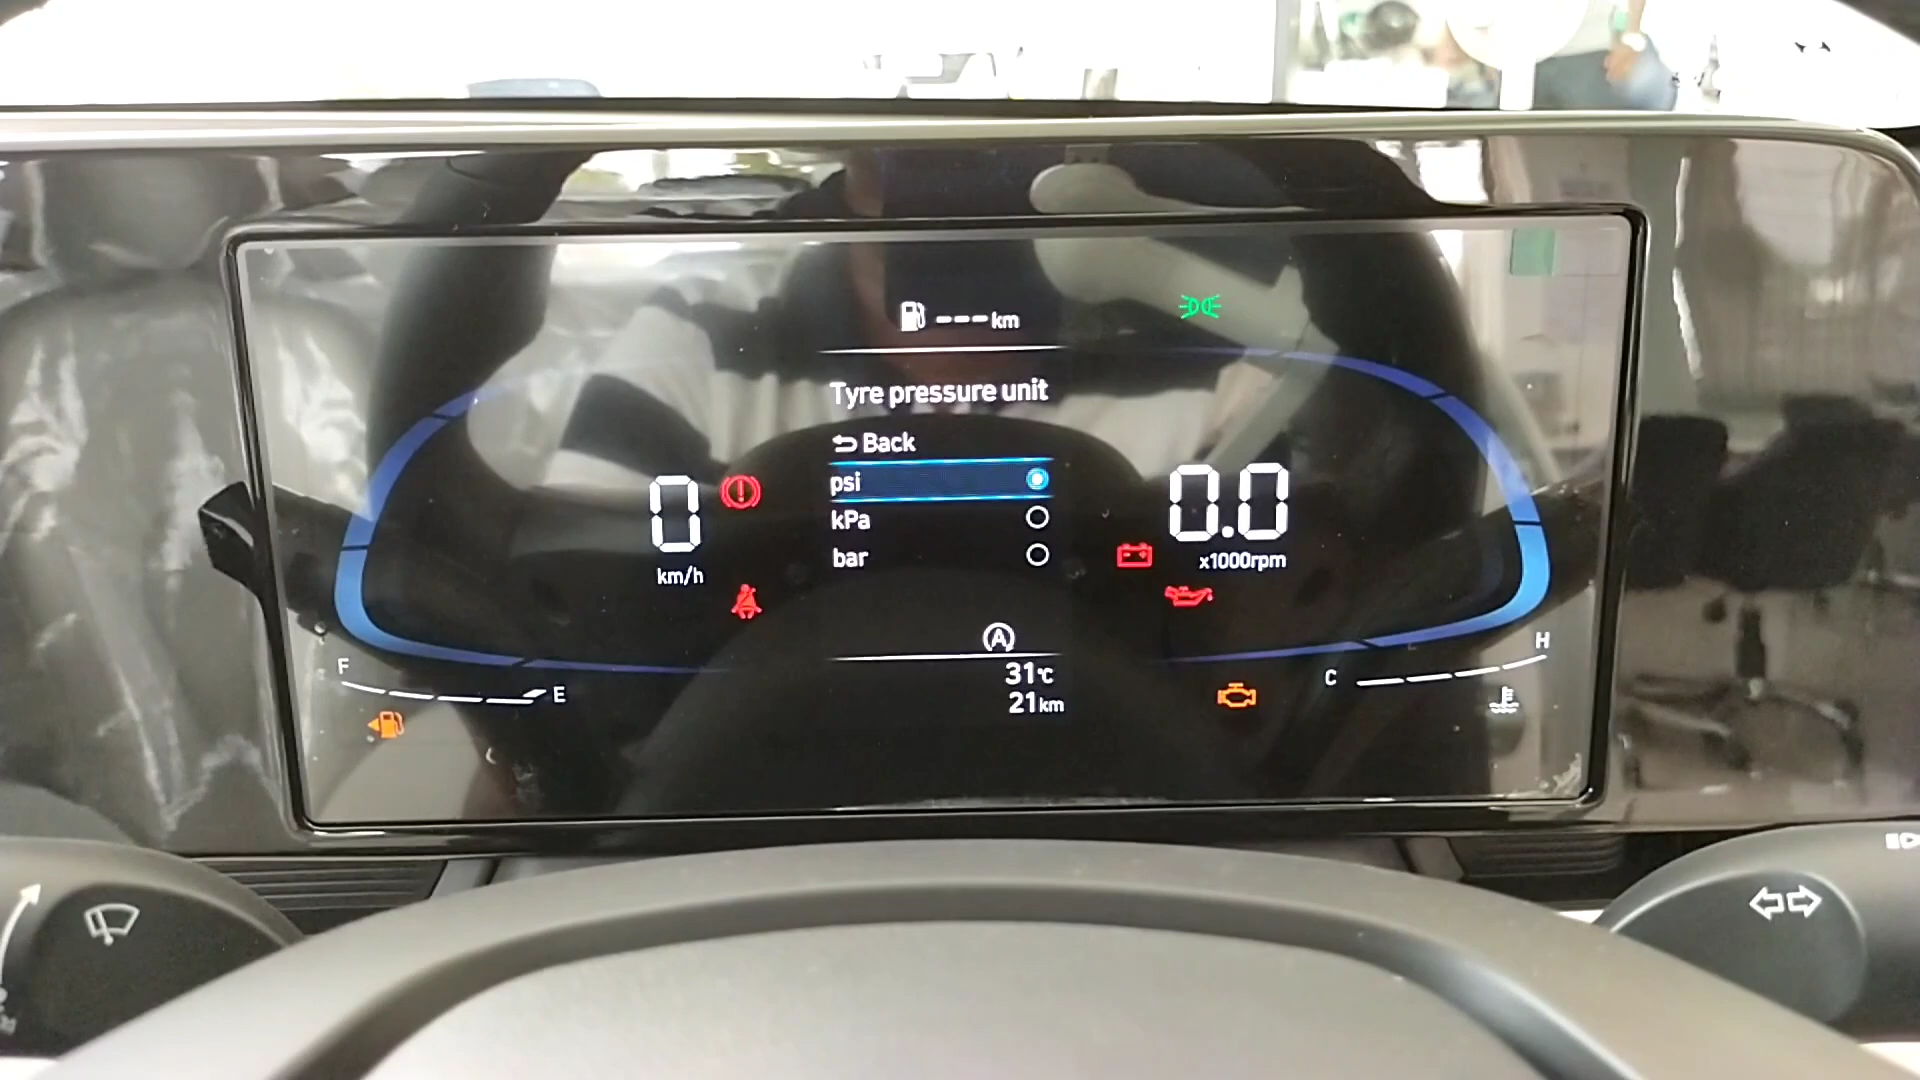 ---km
Tyre pressure unit
Back
psi
kPa
bar
0
km/h
0.0
x1000rpm
A
31°C
21km
F
E
C
H